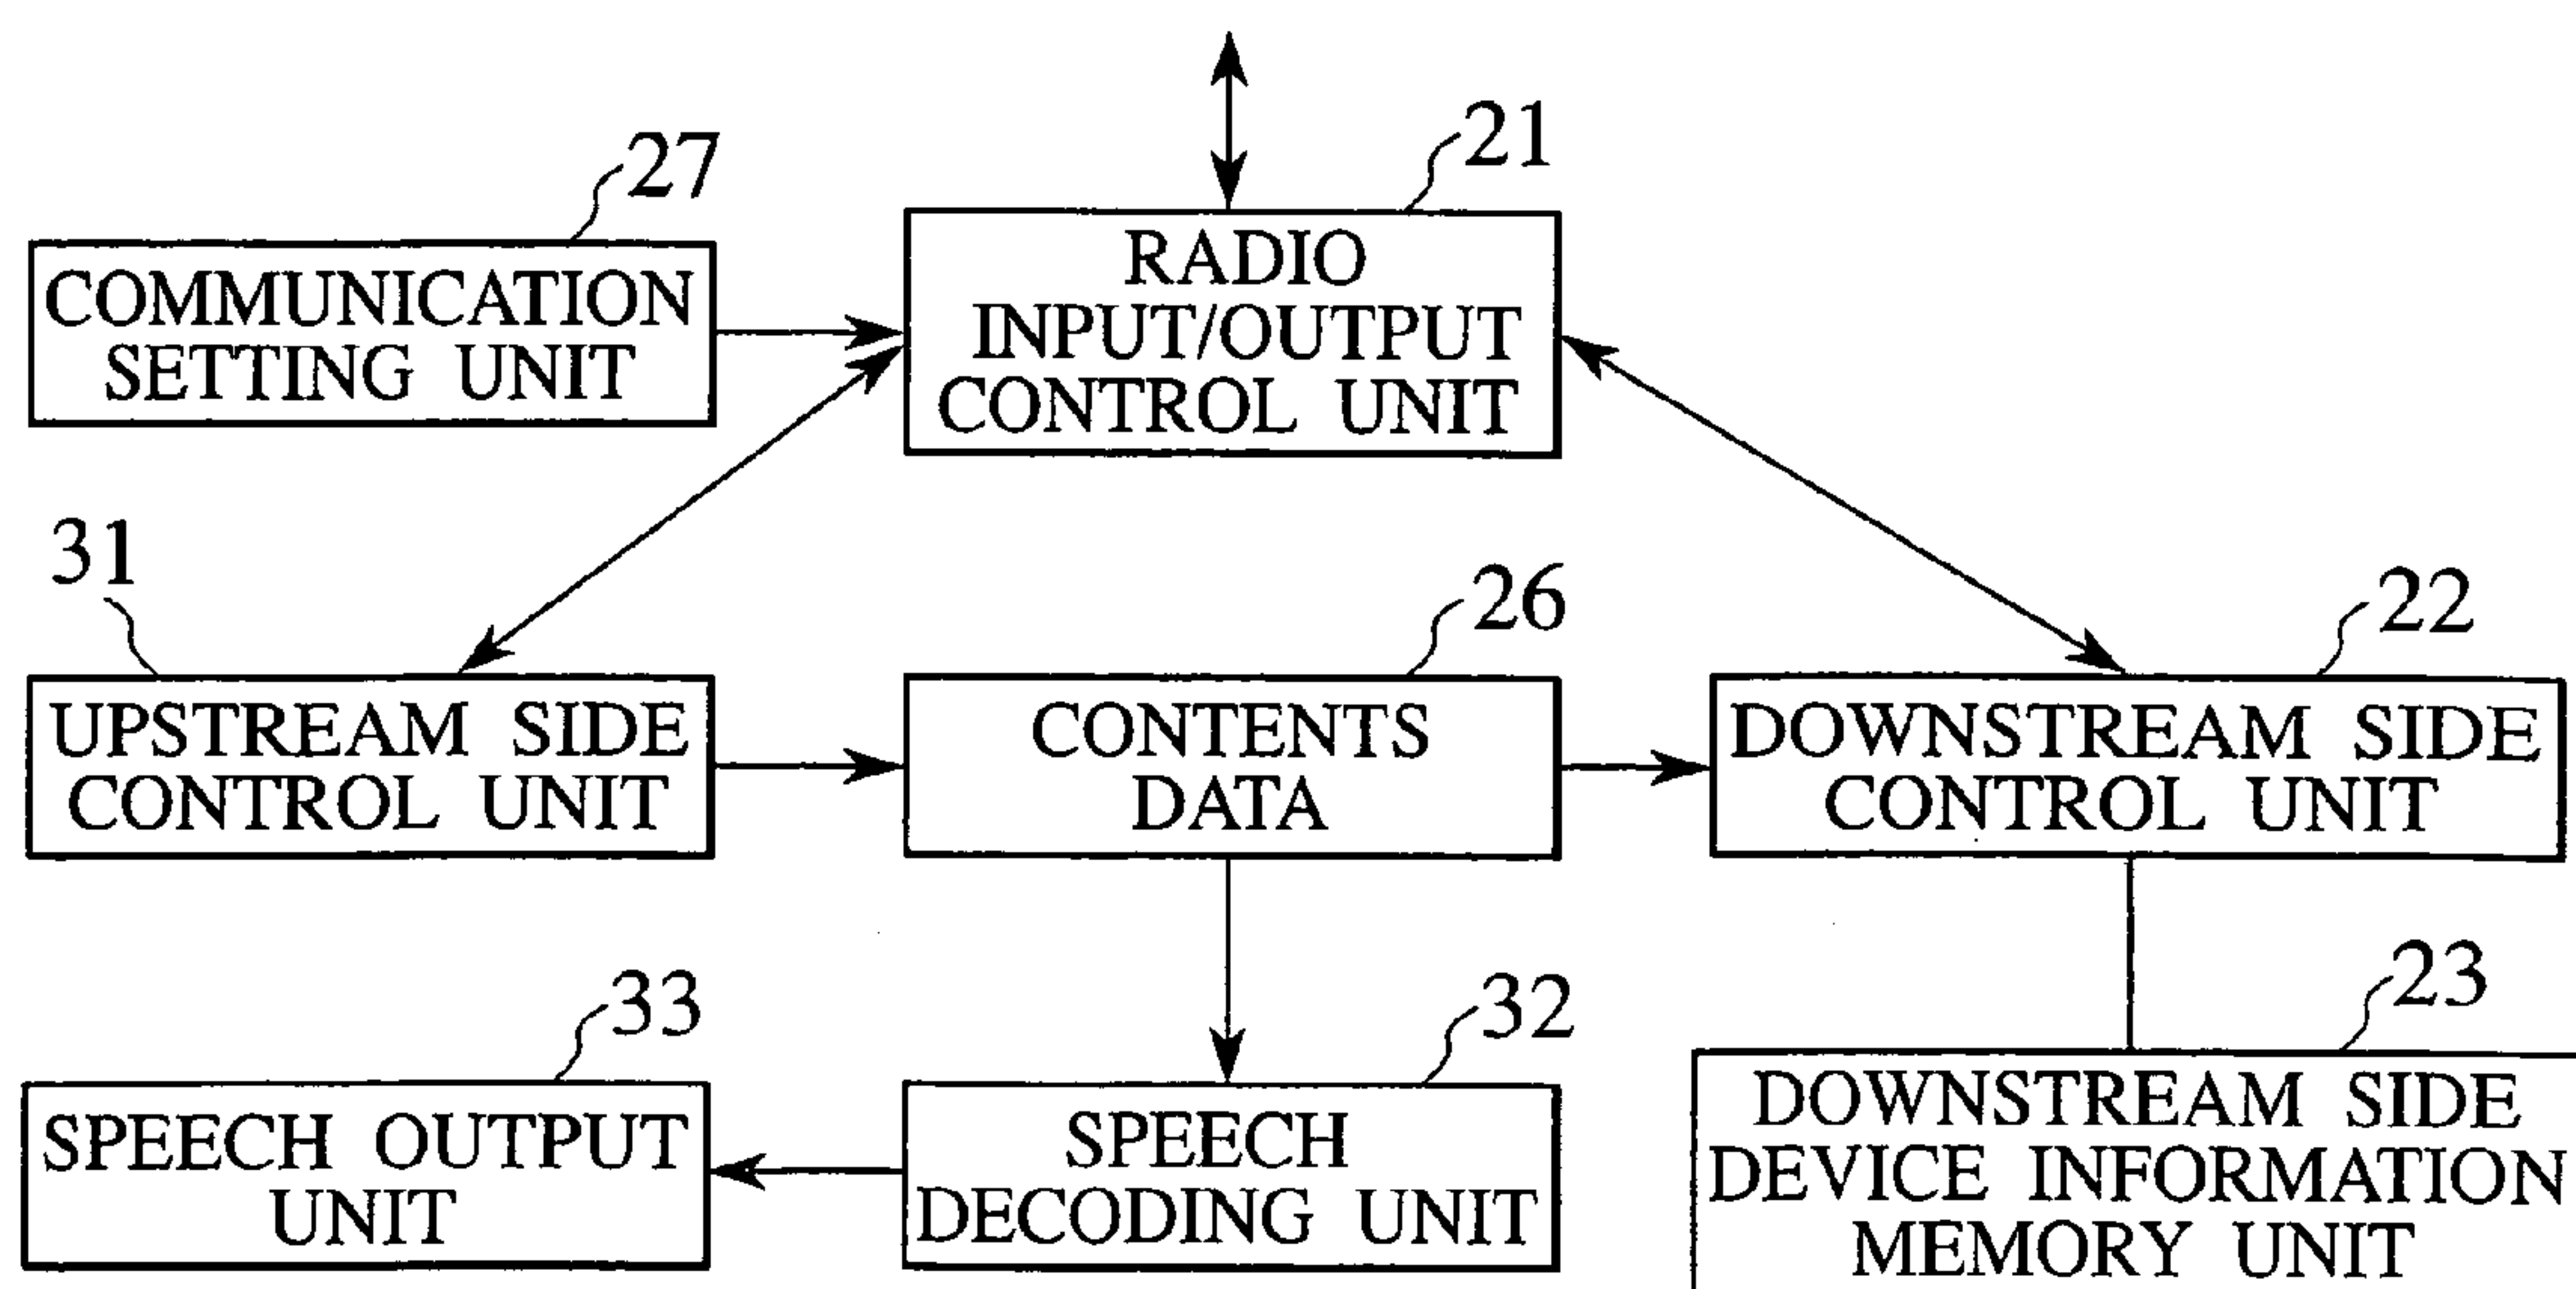 27
21
COMMUNICATION
SETTING UNIT
RADIO
INPUT/OUTPUT
CONTROL UNIT
31
26
22
UPSTREAM SIDE
CONTROL UNIT
CONTENTS
DATA
DOWNSTREAM SIDE
CONTROL UNIT
33
32
23
SPEECH OUTPUT
UNIT
SPEECH
DECODING UNIT
DOWNSTREAM SIDE
DEVICE INFORMATION
MEMORY UNIT